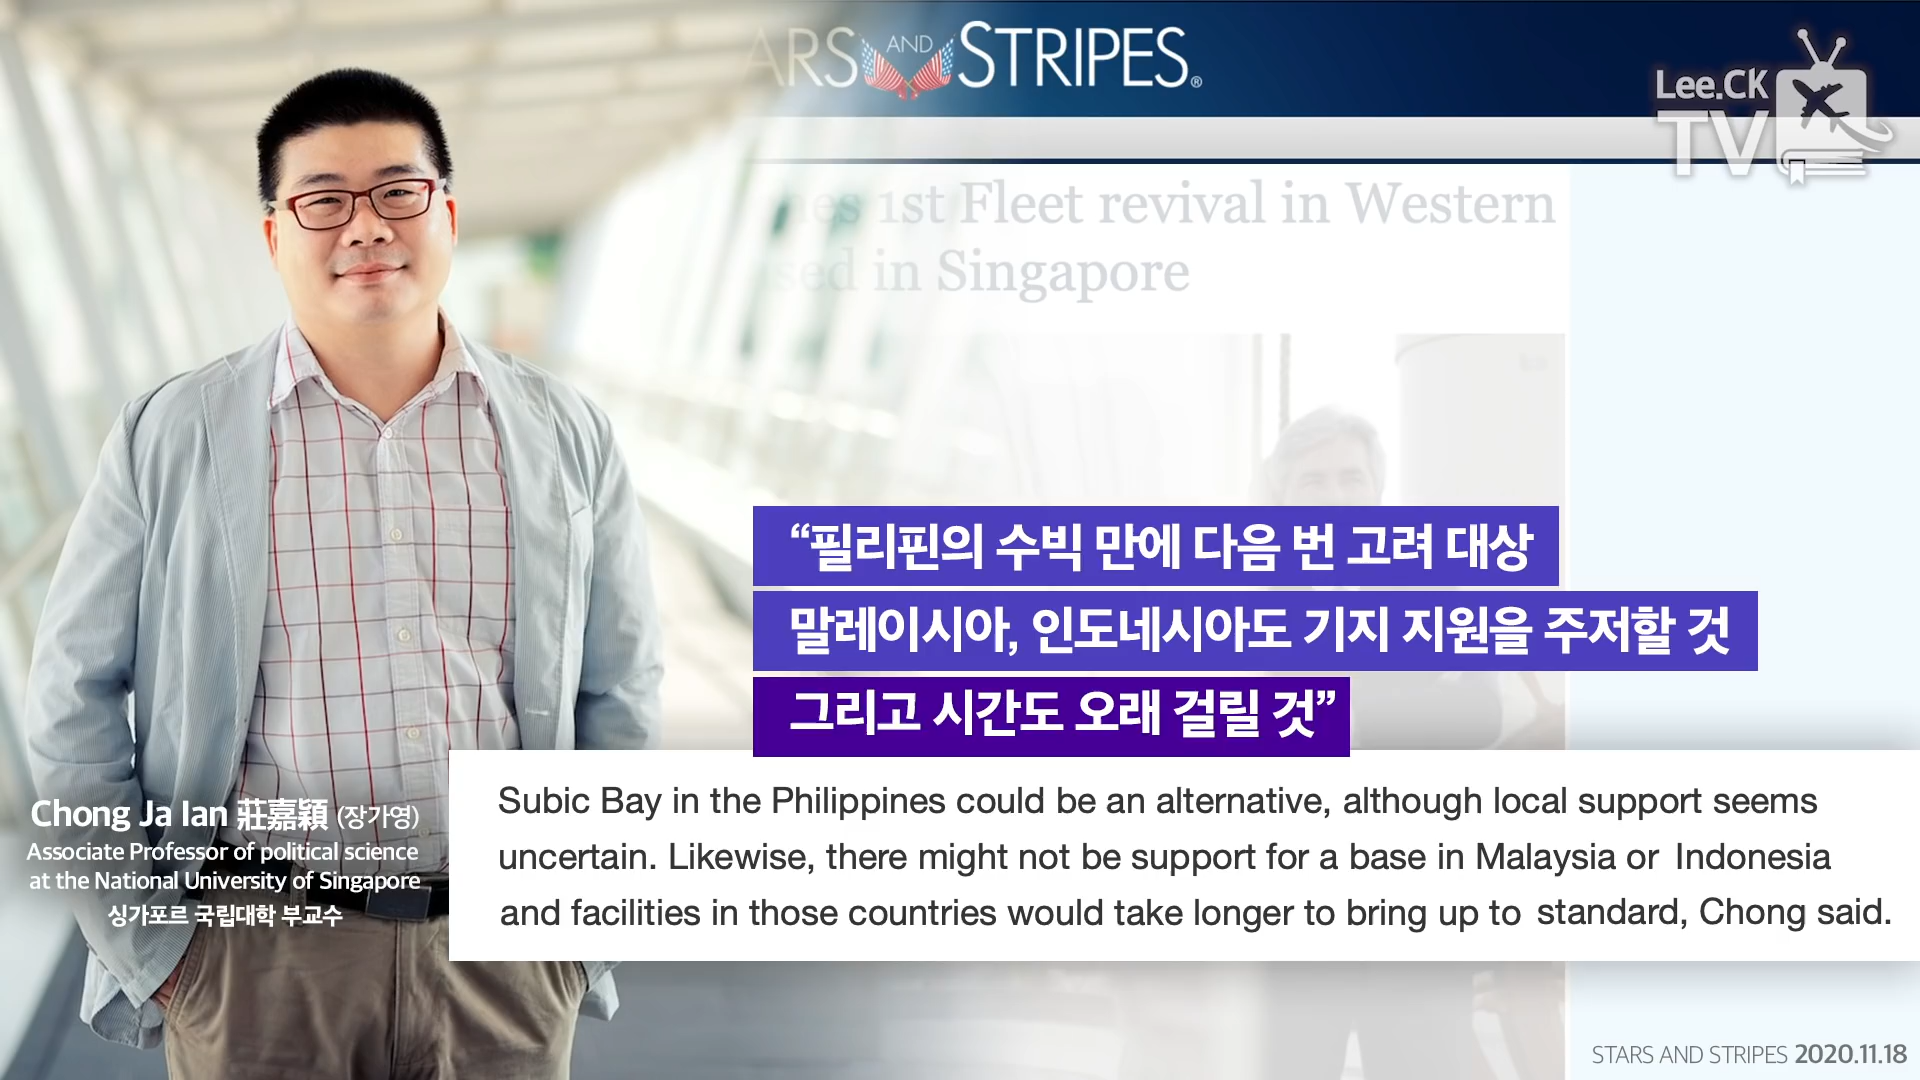 ARS AND STRIPES®
Lee.CK
TV
nes 1st Fleet revival in Western
sed in Singapore
“필리핀의 수빅 만에 다음 번 고려 대상
말레이시아, 인도네시아도 기지 지원을 주저할 것
그리고 시간도 오래 걸릴 것”
Subic Bay in the Philippines could be an alternative, although local support seems
uncertain. Likewise, there might not be support for a base in Malaysia or Indonesia
and facilities in those countries would take longer to bring up to standard, Chong said.
Chong Ja Ian 莊嘉穎 (장가영)
Associate Professor of political science
at the National University of Singapore
싱가포르 국립대학 부교수
STARS AND STRIPES 2020.11.18